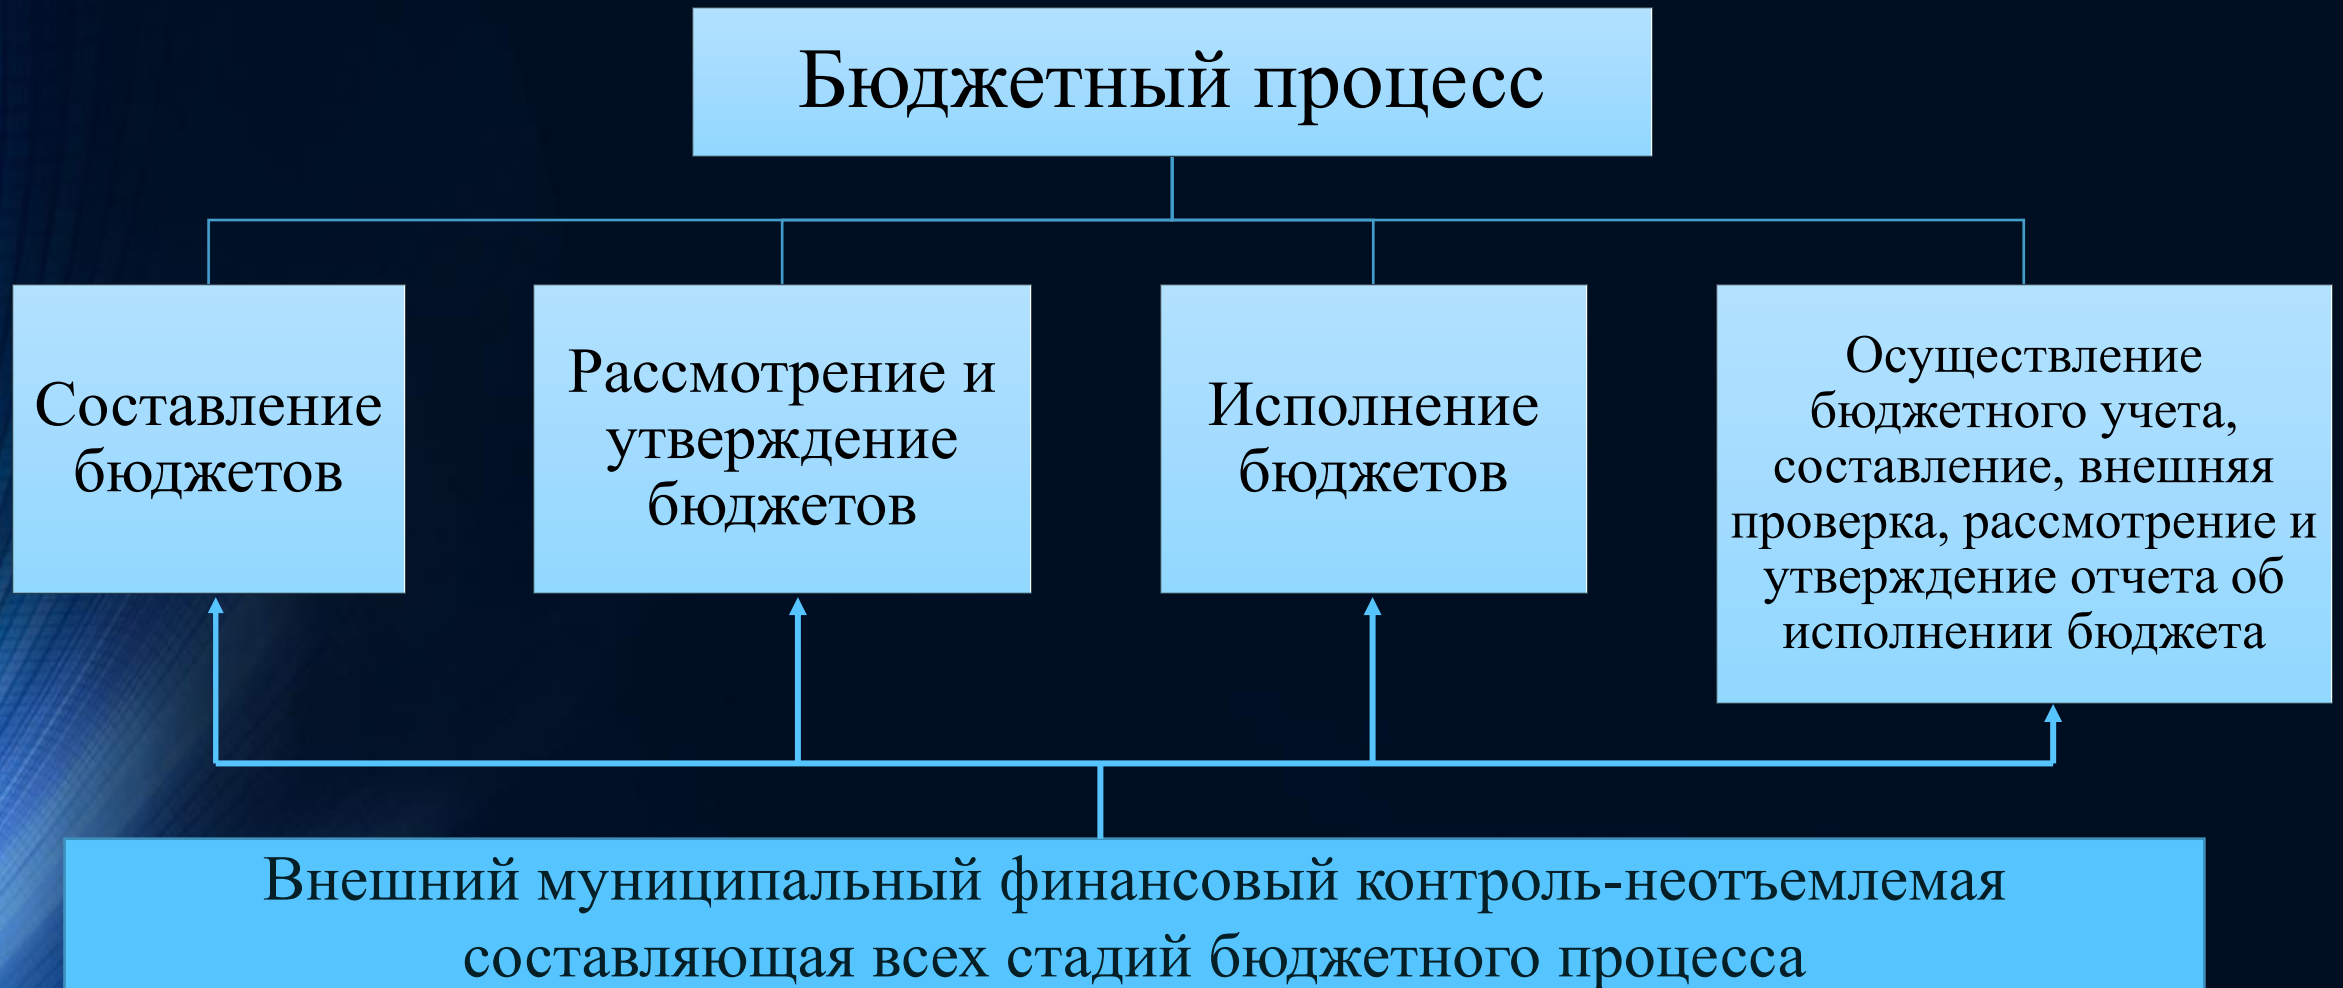 Бюджетный процесс
Составление
бюджетов
Рассмотрение и
утверждение
бюджетов
Исполнение
бюджетов
Осуществление
бюджетного учета,
составление, внешняя
проверка, рассмотрение и
утверждение отчета об
исполнении бюджета
Внешний муниципальный финансовый контроль-неотъемлемая
составляющая всех стадий бюджетного процесса